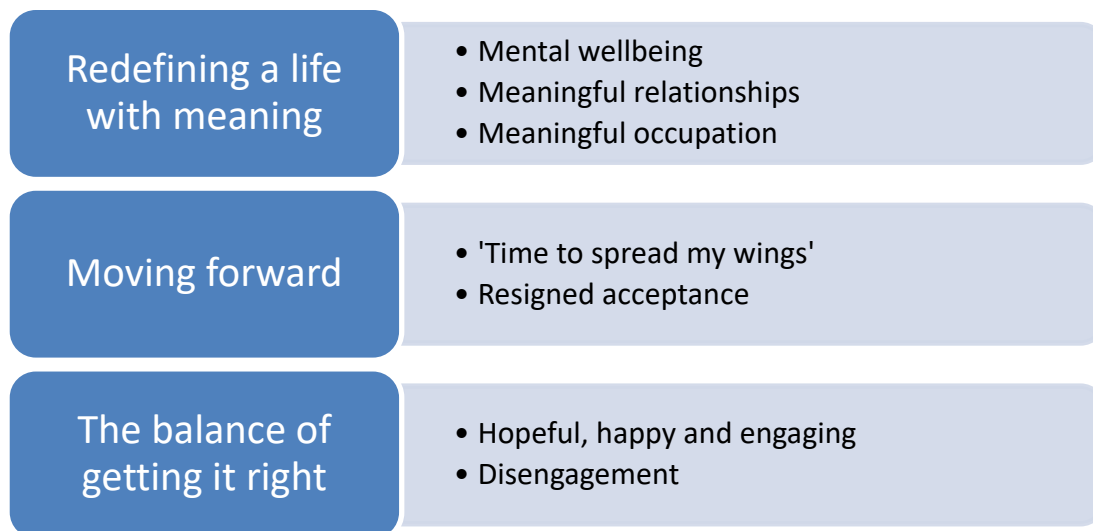 Redefining a life
with meaning
• Mental wellbeing
• Meaningful relationships
• Meaningful occupation
Moving forward
• 'Time to spread my wings'
• Resigned acceptance
The balance of
getting it right
• Hopeful, happy and engaging
• Disengagement